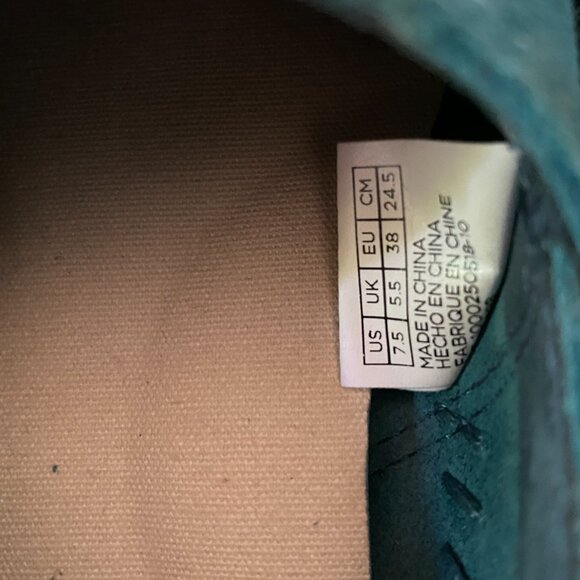 US UK EU CM
7.5 5.5 38 24.5
MADE IN CHINA
HECHO EN CHINA
FABRIQUE EN CHINE